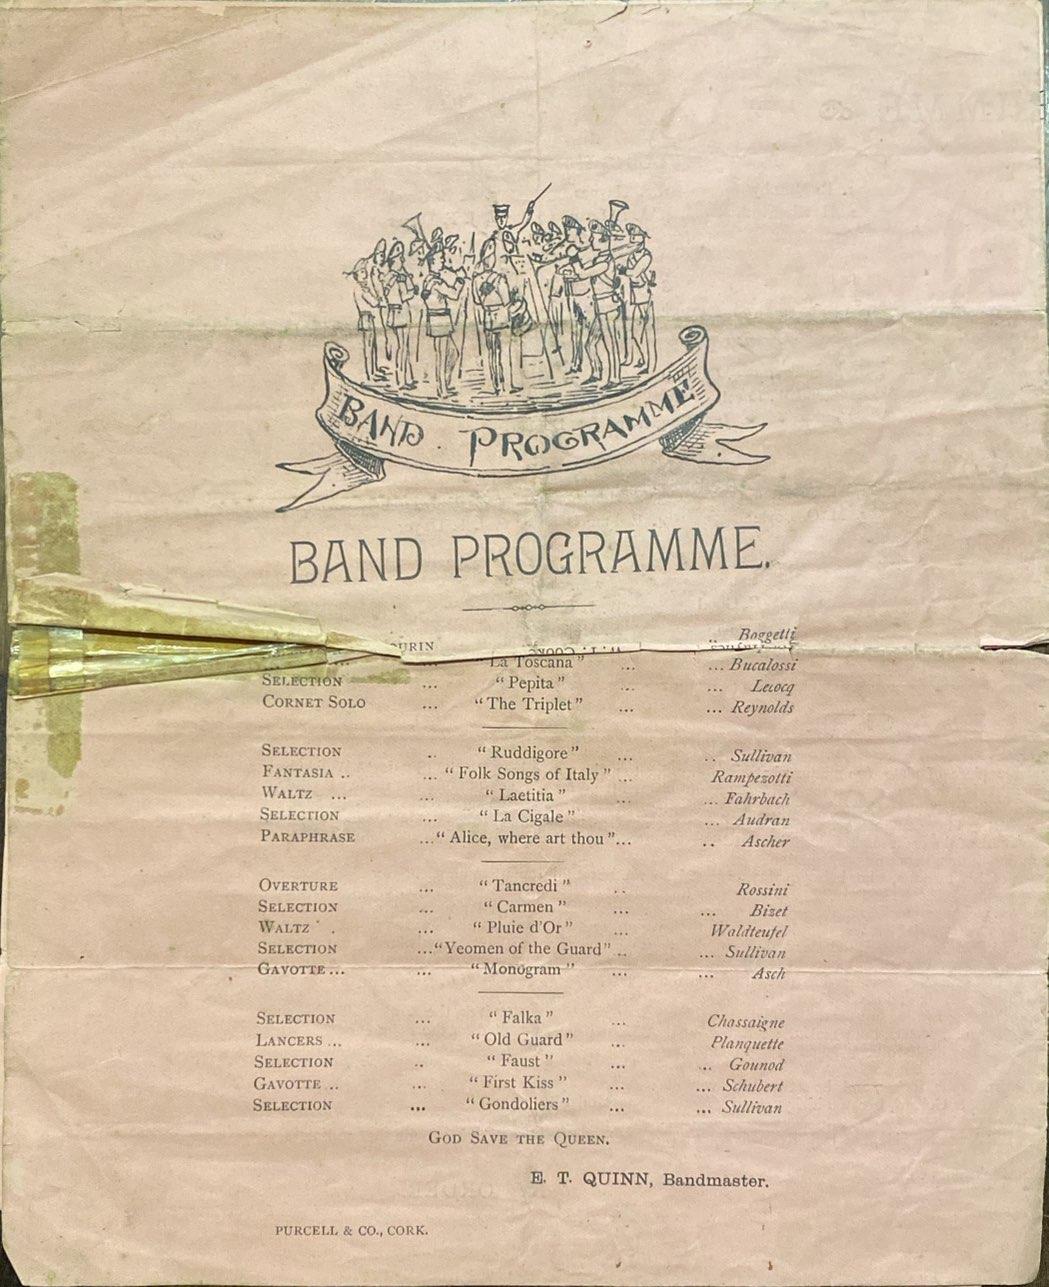 BAND . PROGRAMME
BAND PROGRAMME.
Boggetti
La Toscana" ... ... Bucalossi
SELECTION ... "Pepita" ... ... Lecocq
CORNET SOLO ... "The Triplet" ... ... Reynolds
SELECTION .. "Ruddigore" ... .. Sullivan
FANTASIA .. ... "Folk Songs of Italy" ... Rampezotti
WALTZ ... ... "Laetitia" ... ... Fahrbach
SELECTION ... "La Cigale" ... Audran
PARAPHRASE ..."Alice, where art thou"... .. Ascher
OVERTURE ... "Tancredi" .. Rossini
SELECTION ... "Carmen" ... ... Bizet
WALTZ . ... "Pluie d'Or" ... Waldteufel
SELECTION ..."Yeomen of the Guard" .. ... Sullivan
GAVOTTE ... ... "Monogram" ... ... Asch
SELECTION ... "Falka" ... Chassaigne
LANCERS ... ... "Old Guard" ... Planquette
SELECTION .. "Faust" ... ... Gounod
GAVOTTE .. ... "First Kiss" ... ... Schubert
SELECTION ... "Gondoliers" ... ... Sullivan
GOD SAVE THE QUEEN.
E. T. QUINN, Bandmaster.
PURCELL & CO., CORK.